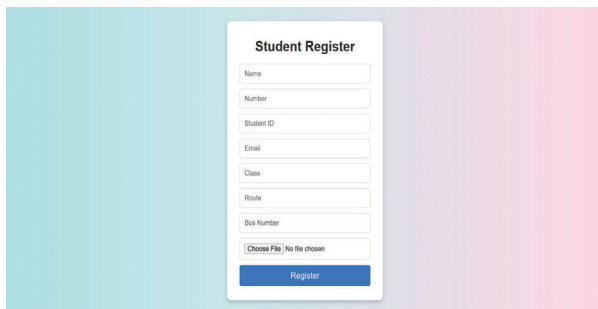 Student Register
Name
Number
Student ID
Email
Class
Route
Bus Number
Choose File No file chosen
Register